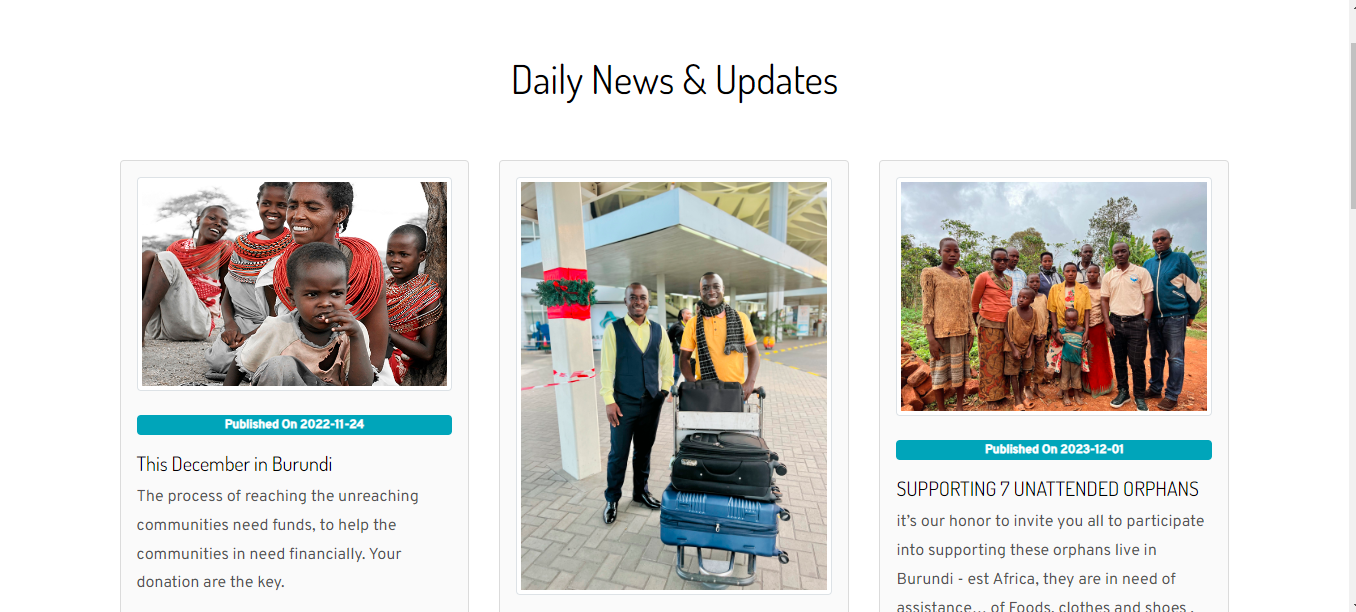 Daily News & Updates
Published On 2022-11-24
This December in Burundi
The process of reaching the unreaching
communities need funds, to help the
communities in need financially. Your
donation are the key.
Published On 2023-12-01
SUPPORTING 7 UNATTENDED ORPHANS
it’s our honor to invite you all to participate
into supporting these orphans live in
Burundi - est Africa, they are in need of
assistance… of Foods, clothes and shoes .